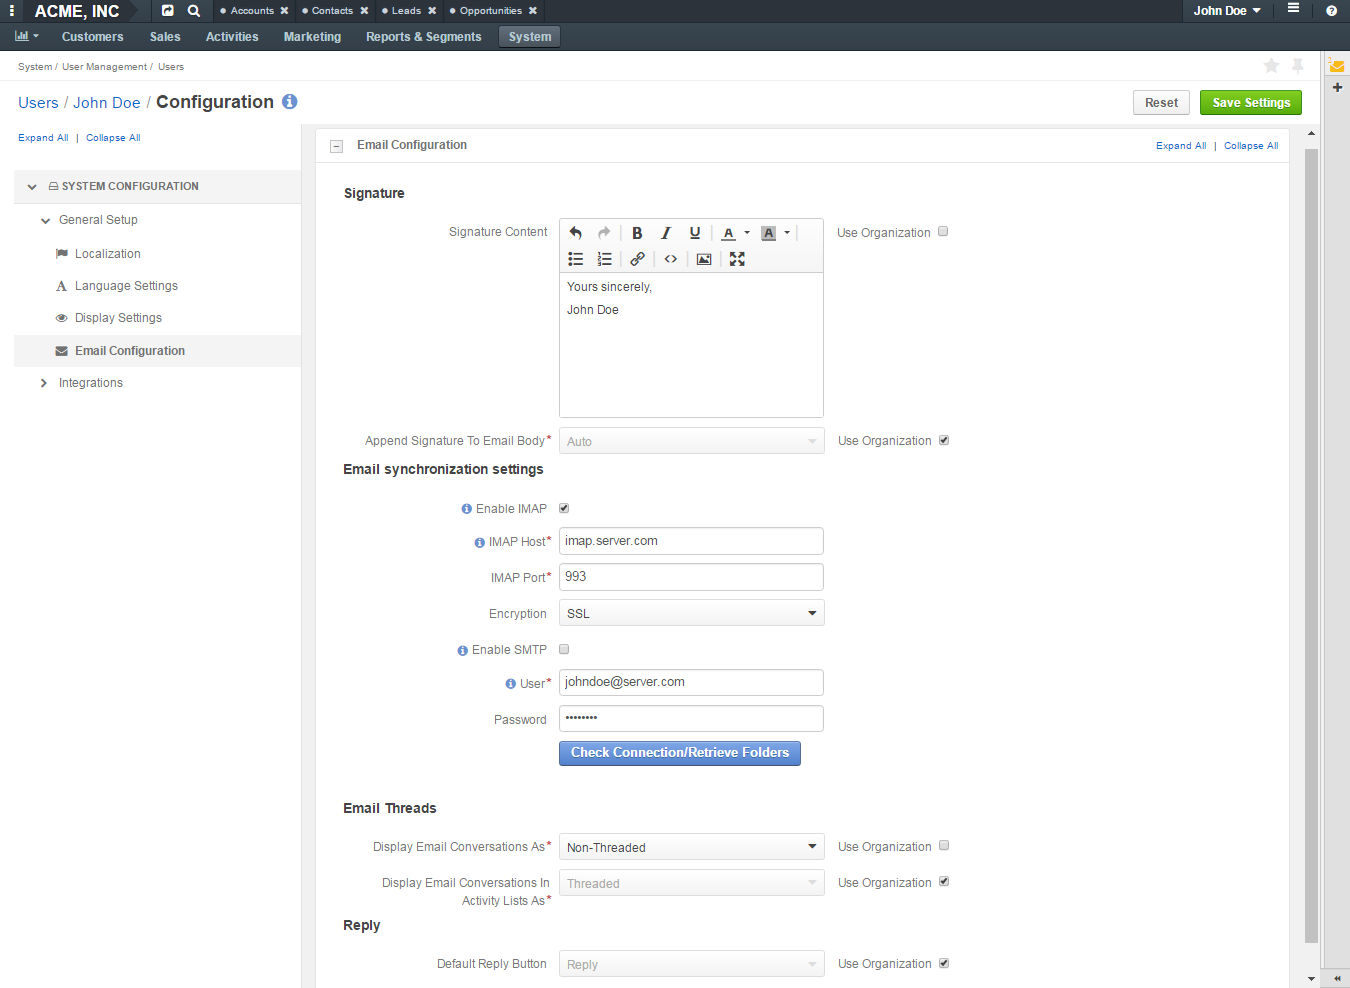 ACME, INC Accounts Contacts Leads Opportunities John Doe
Customers Sales Activities Marketing Reports & Segments System
System / User Management / Users
Users / John Doe / Configuration Reset Save Settings
Expand All | Collapse All
SYSTEM CONFIGURATION
General Setup
Localization
Language Settings
Display Settings
Email Configuration
Integrations
Email Configuration Expand All | Collapse All
Signature
Signature Content Use Organization
B I U A A
Yours sincerely,
John Doe
Append Signature To Email Body* Auto Use Organization
Email synchronization settings
Enable IMAP
IMAP Host* imap.server.com
IMAP Port* 993
Encryption SSL
Enable SMTP
User* johndoe@server.com
Password ••••••••
Check Connection/Retrieve Folders
Email Threads
Display Email Conversations As* Non-Threaded Use Organization
Display Email Conversations In
Activity Lists As* Threaded Use Organization
Reply
Default Reply Button Reply Use Organization